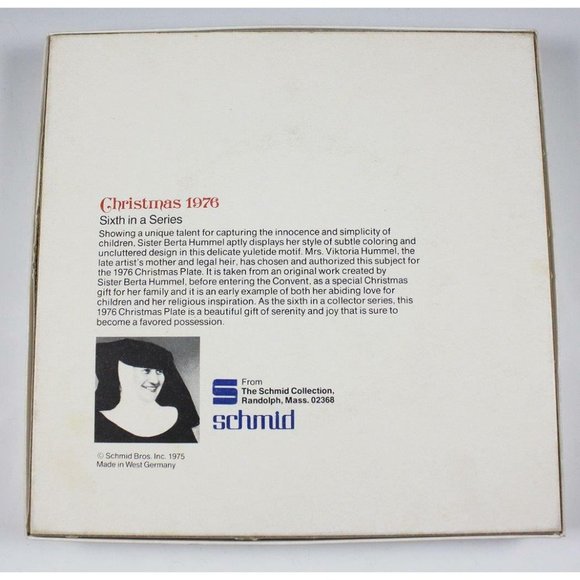 Christmas 1976
Sixth in a Series
Showing a unique talent for capturing the innocence and simplicity of
children, Sister Berta Hummel aptly displays her style of subtle coloring and
uncluttered design in this delicate yuletide motif. Mrs. Viktoria Hummel, the
late artist's mother and legal heir, has chosen and authorized this subject for
the 1976 Christmas Plate. It is taken from an original work created by
Sister Berta Hummel, before entering the Convent, as a special Christmas
gift for her family and it is an early example of both her abiding love for
children and her religious inspiration. As the sixth in a collector series, this
1976 Christmas Plate is a beautiful gift of serenity and joy that is sure to
become a favored possession.
From
The Schmid Collection,
Randolph, Mass. 02368
schmid
© Schmid Bros. Inc. 1975
Made in West Germany